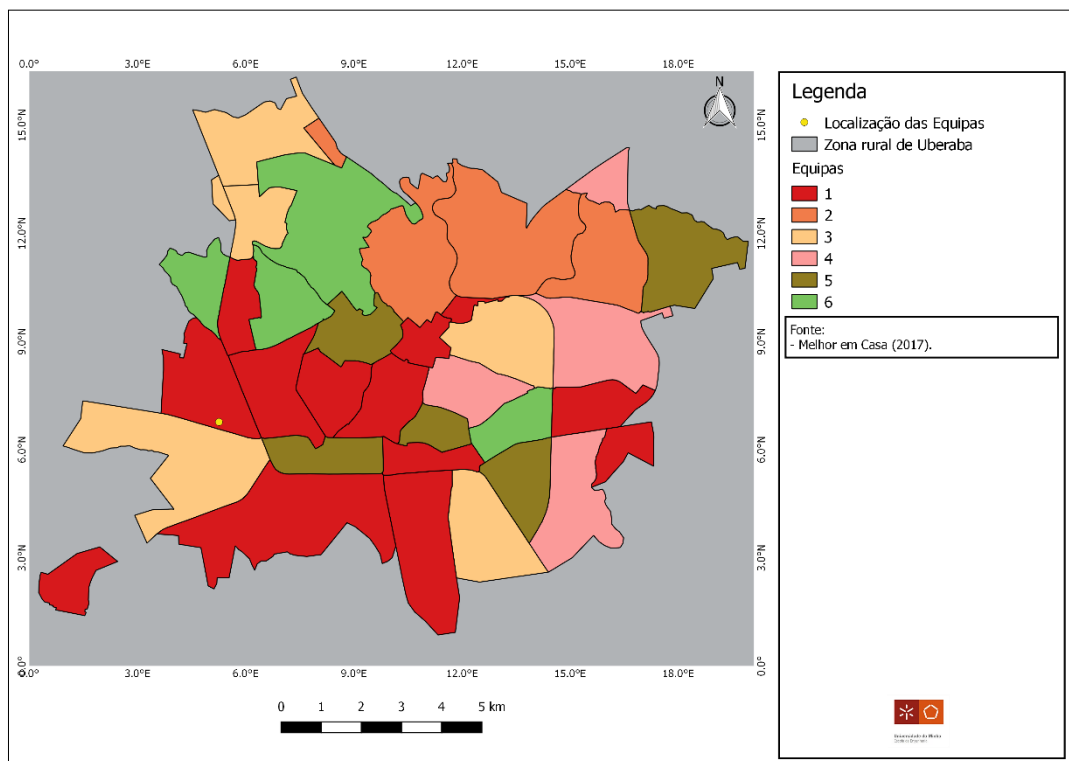 0.0° 3.0°E 6.0°E 9.0°E 12.0°E 15.0°E 18.0°E
N
15.0°N 15.0°N
12.0°N 12.0°N
9.0°N 9.0°N
6.0°N 6.0°N
3.0°N 3.0°N
0.0° 0.0°
0.0° 3.0°E 6.0°E 9.0°E 12.0°E 15.0°E 18.0°E
0 1 2 3 4 5 km
Legenda
Localização das Equipas
Zona rural de Uberaba
Equipas
1
2
3
4
5
6
Fonte:
- Melhor em Casa (2017).